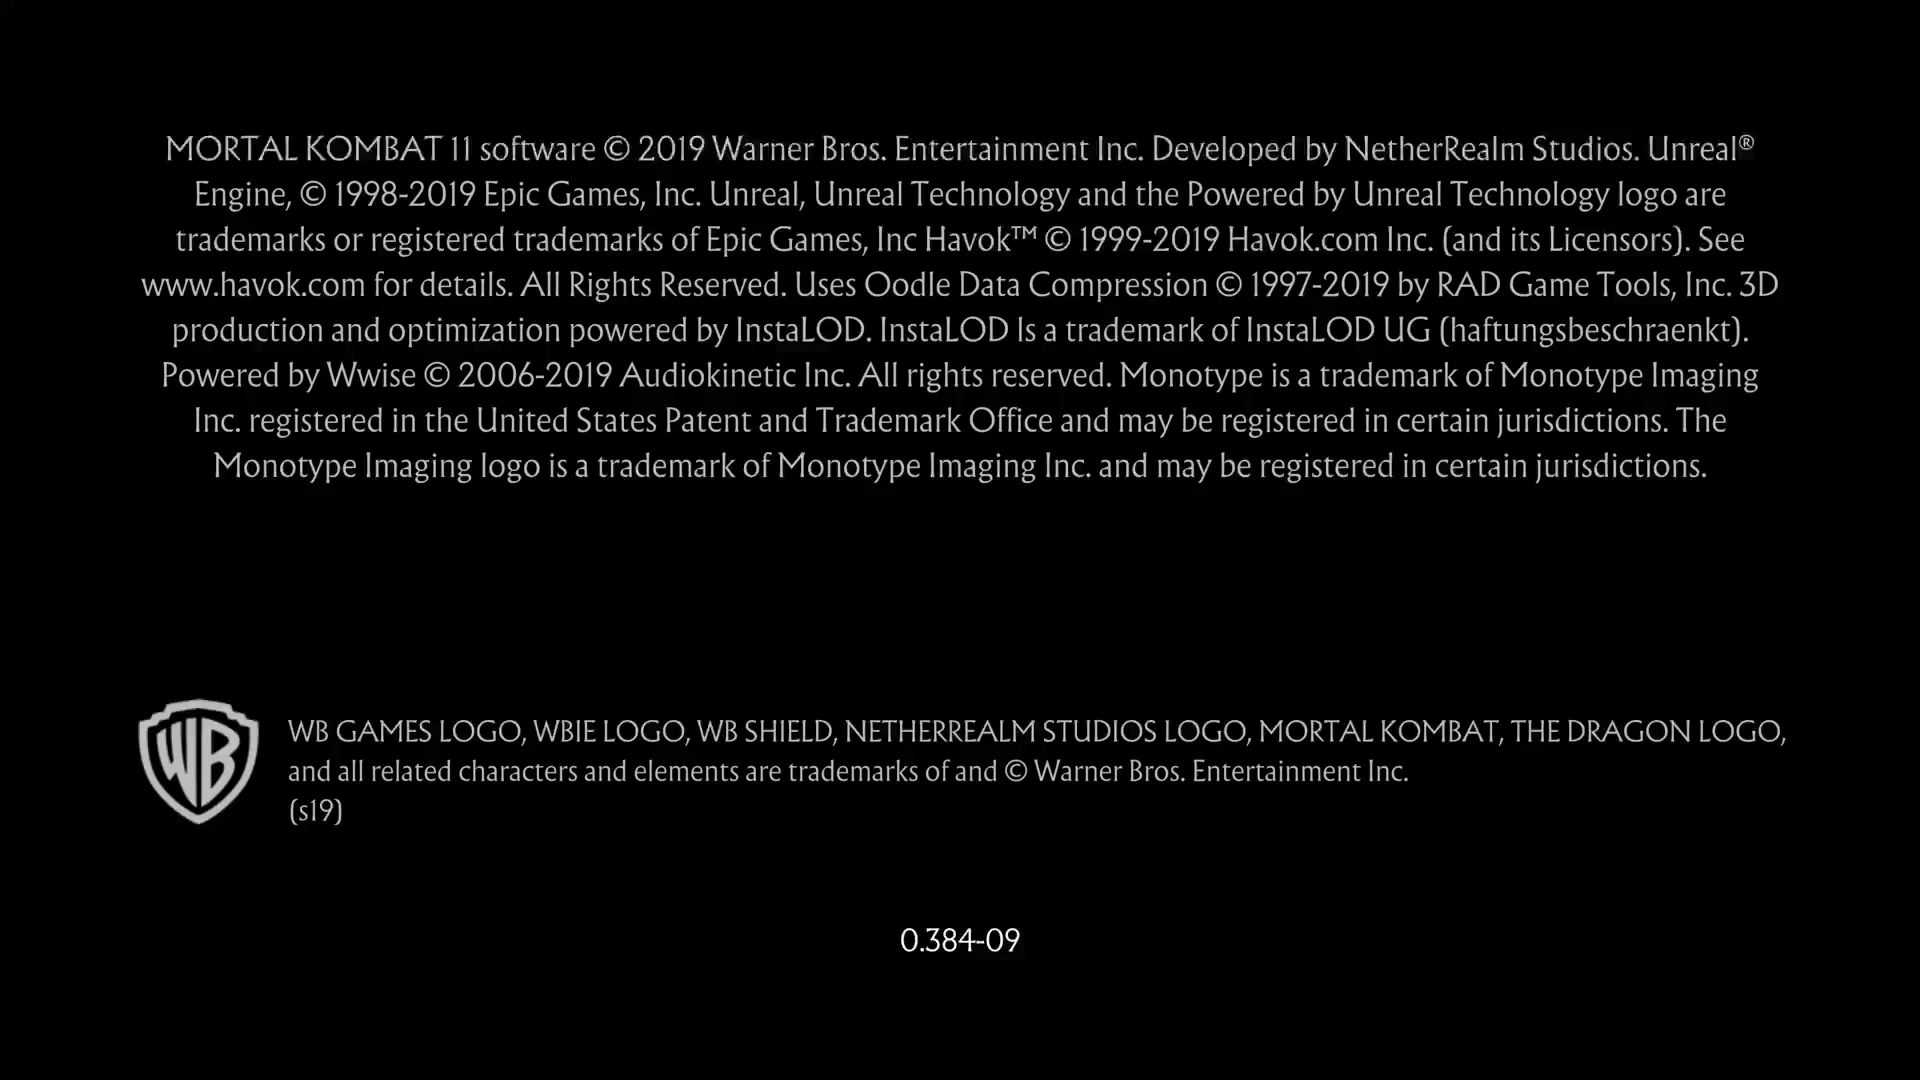 MORTAL KOMBAT 11 software © 2019 Warner Bros. Entertainment Inc. Developed by NetherRealm Studios. Unreal®
Engine, © 1998-2019 Epic Games, Inc. Unreal, Unreal Technology and the Powered by Unreal Technology logo are
trademarks or registered trademarks of Epic Games, Inc Havok™ © 1999-2019 Havok.com Inc. (and its Licensors). See
www.havok.com for details. All Rights Reserved. Uses Oodle Data Compression © 1997-2019 by RAD Game Tools, Inc. 3D
production and optimization powered by InstaLOD. InstaLOD Is a trademark of InstaLOD UG (haftungsbeschraenkt).
Powered by Wwise © 2006-2019 Audiokinetic Inc. All rights reserved. Monotype is a trademark of Monotype Imaging
Inc. registered in the United States Patent and Trademark Office and may be registered in certain jurisdictions. The
Monotype Imaging logo is a trademark of Monotype Imaging Inc. and may be registered in certain jurisdictions.
WB
WB GAMES LOGO, WBIE LOGO, WB SHIELD, NETHERREALM STUDIOS LOGO, MORTAL KOMBAT, THE DRAGON LOGO,
and all related characters and elements are trademarks of and © Warner Bros. Entertainment Inc.
(s19)
0.384-09